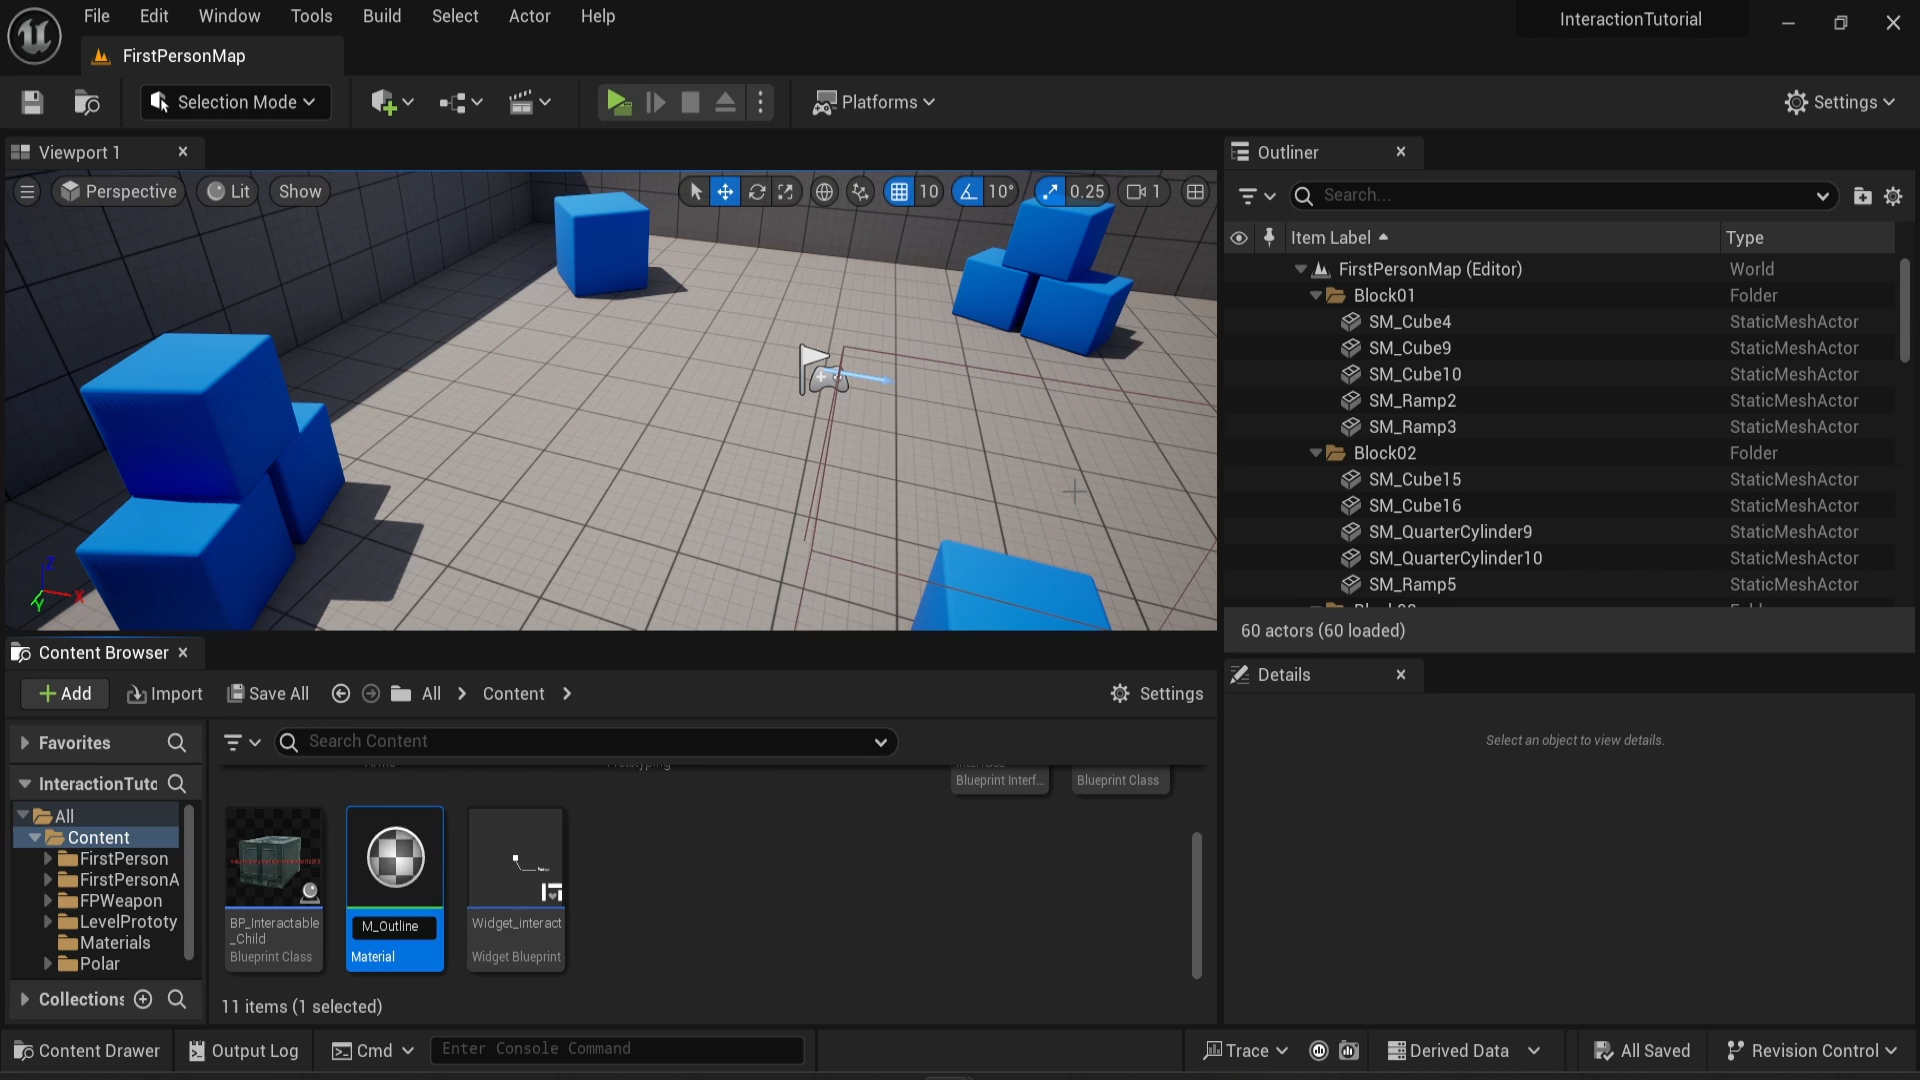 File Edit Window Tools Build Select Actor Help
InteractionTutorial
FirstPersonMap
Selection Mode
Platforms
Settings
Viewport 1
Perspective Lit Show
10 10° 0.25 1
Outliner
Search...
Item Label Type
FirstPersonMap (Editor) World
Block01 Folder
SM_Cube4 StaticMeshActor
SM_Cube9 StaticMeshActor
SM_Cube10 StaticMeshActor
SM_Ramp2 StaticMeshActor
SM_Ramp3 StaticMeshActor
Block02 Folder
SM_Cube15 StaticMeshActor
SM_Cube16 StaticMeshActor
SM_QuarterCylinder9 StaticMeshActor
SM_QuarterCylinder10 StaticMeshActor
SM_Ramp5 StaticMeshActor
60 actors (60 loaded)
Z
X
Y
Content Browser
Add Import Save All All Content Settings
Favorites
Search Content
InteractionTuto
All
Content
FirstPerson
FirstPersonA
FPWeapon
LevelPrototy
Materials
Polar
Collections
Blueprint Interf... Blueprint Class
BP_Interactable
_Child
Blueprint Class
M_Outline
Material
Widget_interact
Widget Blueprint
11 items (1 selected)
Details
Select an object to view details.
Content Drawer Output Log Cmd Enter Console Command Trace Derived Data All Saved Revision Control